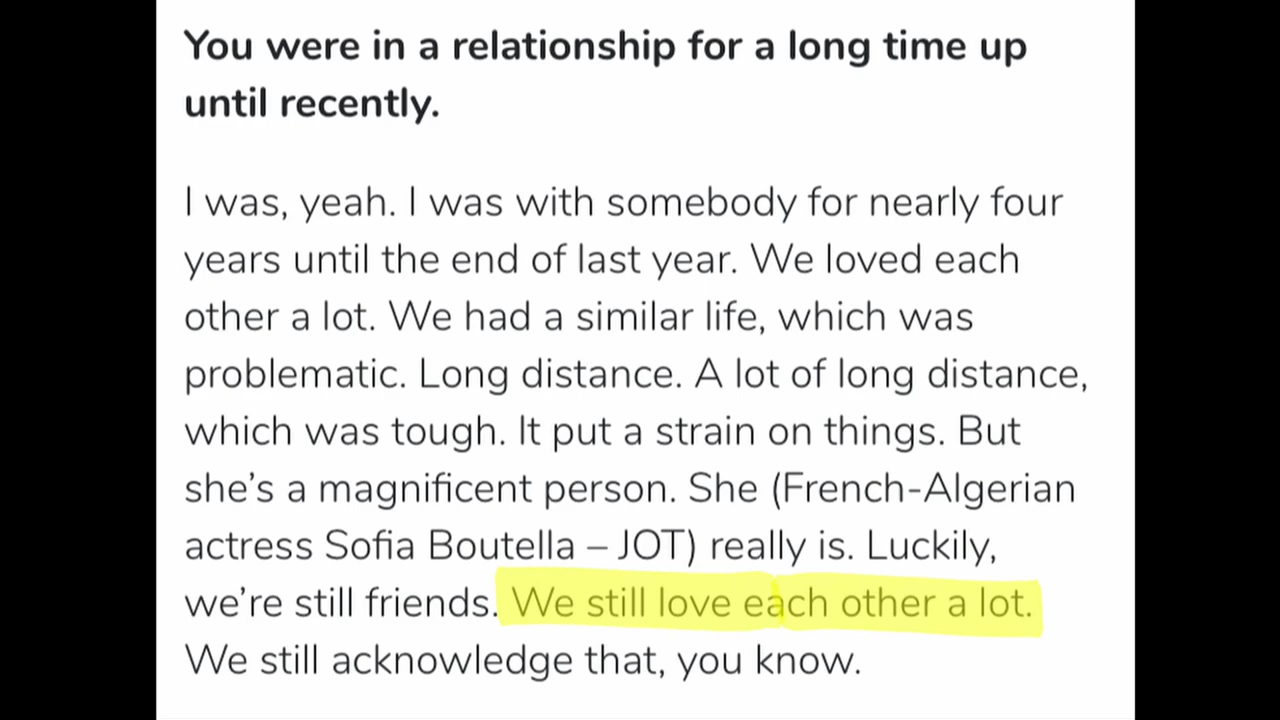 You were in a relationship for a long time up
until recently.
I was, yeah. I was with somebody for nearly four
years until the end of last year. We loved each
other a lot. We had a similar life, which was
problematic. Long distance. A lot of long distance,
which was tough. It put a strain on things. But
she’s a magnificent person. She (French-Algerian
actress Sofia Boutella – JOT) really is. Luckily,
we’re still friends. We still love each other a lot.
We still acknowledge that, you know.